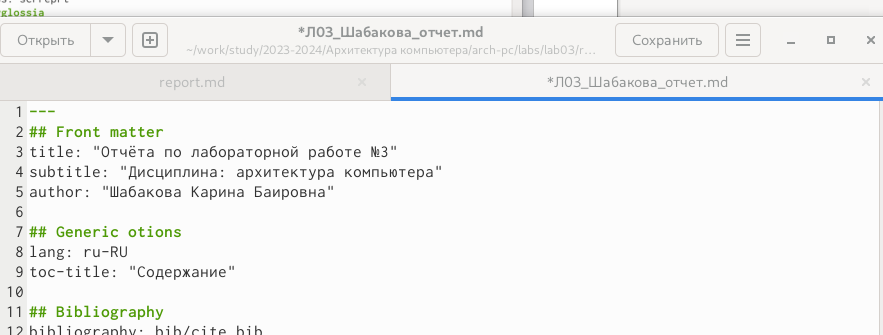 glossia
Открыть
*Л03_Шабакова_отчет.md
~/work/study/2023-2024/Архитектура компьютера/arch-pc/labs/lab03/r…
Сохранить
report.md
*Л03_Шабакова_отчет.md
1 ---
2 ## Front matter
3 title: "Отчёта по лабораторной работе №3"
4 subtitle: "Дисциплина: архитектура компьютера"
5 author: "Шабакова Карина Баировна"
6
7 ## Generic otions
8 lang: ru-RU
9 toc-title: "Содержание"
10
11 ## Bibliography
12 bibliography: bib/cite.bib